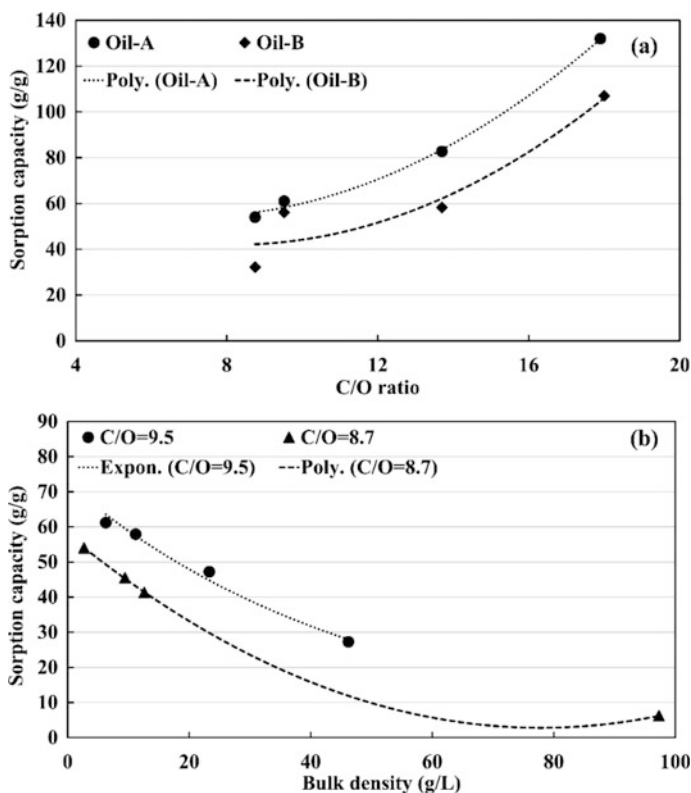 140
120
100
80
60
40
20
0
Sorption capacity (g/g)
Oil-A
Oil-B
Poly. (Oil-A)
Poly. (Oil-B)
(a)
4 8 12 16 20
C/O ratio
90
80
70
60
50
40
30
20
10
0
Sorption capacity (g/g)
C/O=9.5
C/O=8.7
Expon. (C/O=9.5)
Poly. (C/O=8.7)
(b)
0 20 40 60 80 100
Bulk density (g/L)